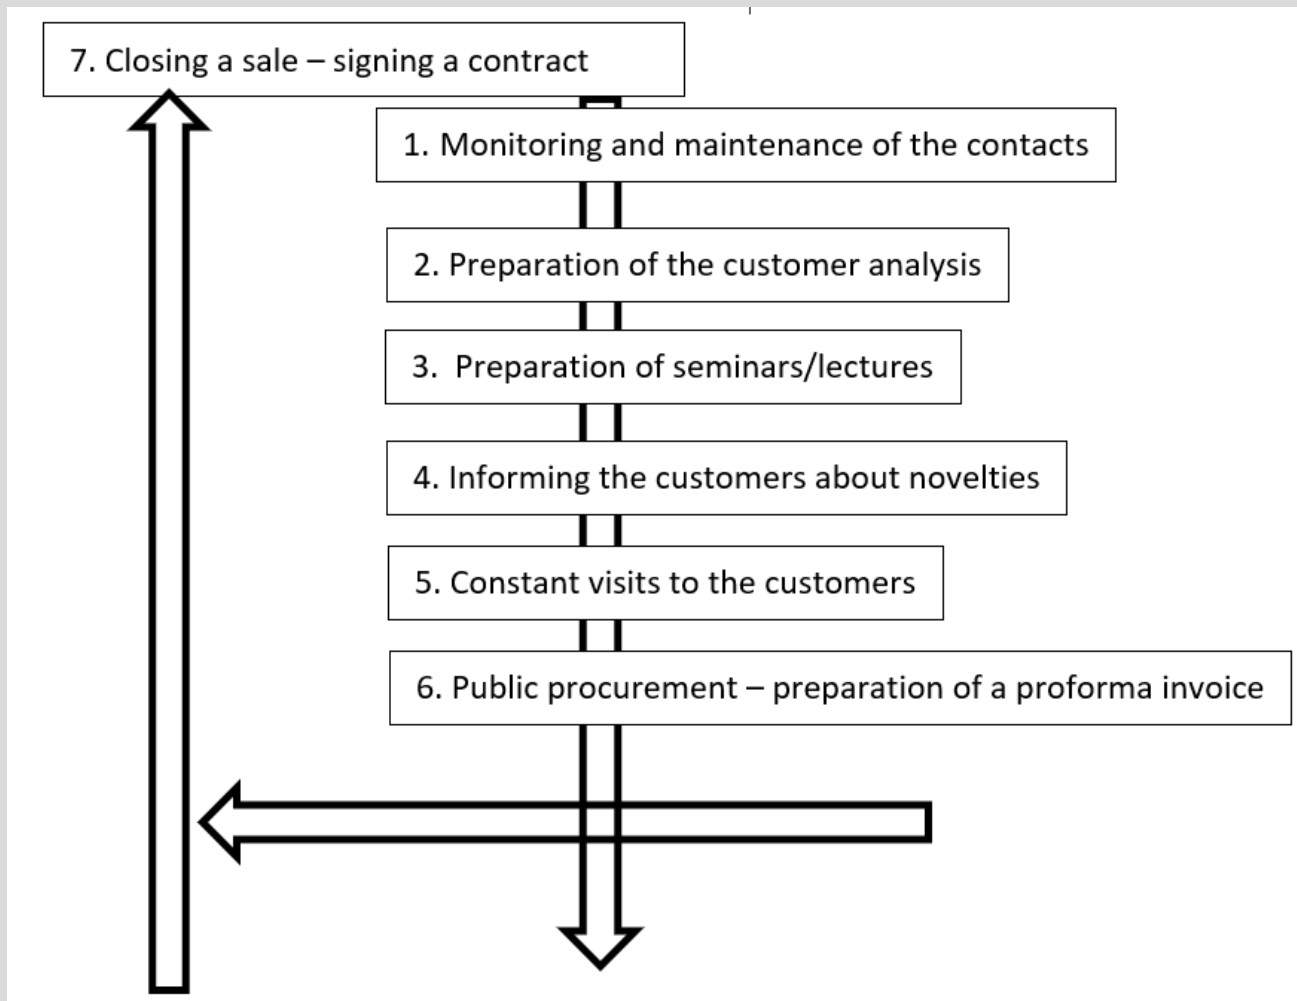 7. Closing a sale – signing a contract
1. Monitoring and maintenance of the contacts
2. Preparation of the customer analysis
3. Preparation of seminars/lectures
4. Informing the customers about novelties
5. Constant visits to the customers
6. Public procurement – preparation of a proforma invoice